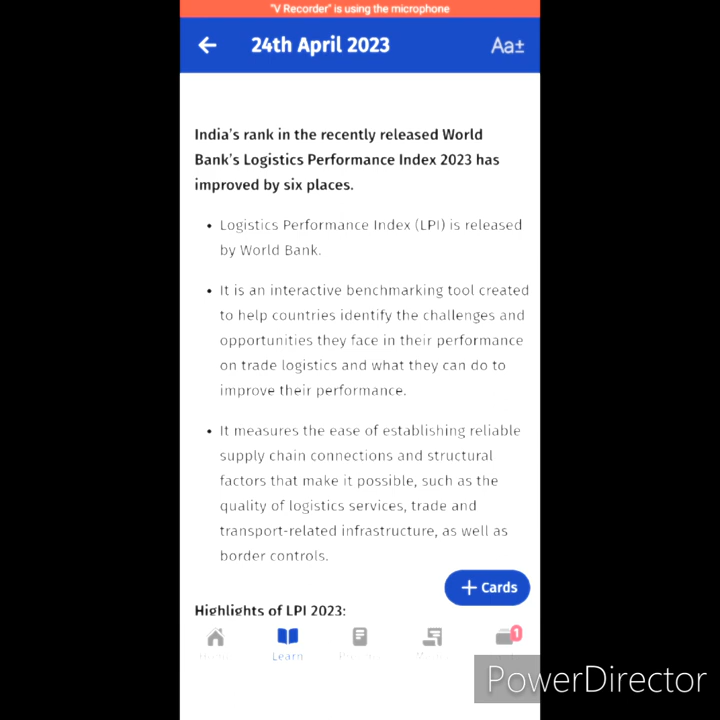 "V Recorder" is using the microphone
24th April 2023
Aa±
India's rank in the recently released World
Bank's Logistics Performance Index 2023 has
improved by six places.
• Logistics Performance Index (LPI) is released
by World Bank.
• It is an interactive benchmarking tool created
to help countries identify the challenges and
opportunities they face in their performance
on trade logistics and what they can do to
improve their performance.
• It measures the ease of establishing reliable
supply chain connections and structural
factors that make it possible, such as the
quality of logistics services, trade and
transport-related infrastructure, as well as
border controls.
+ Cards
Highlights of LPI 2023:
1
Learn
PowerDirector